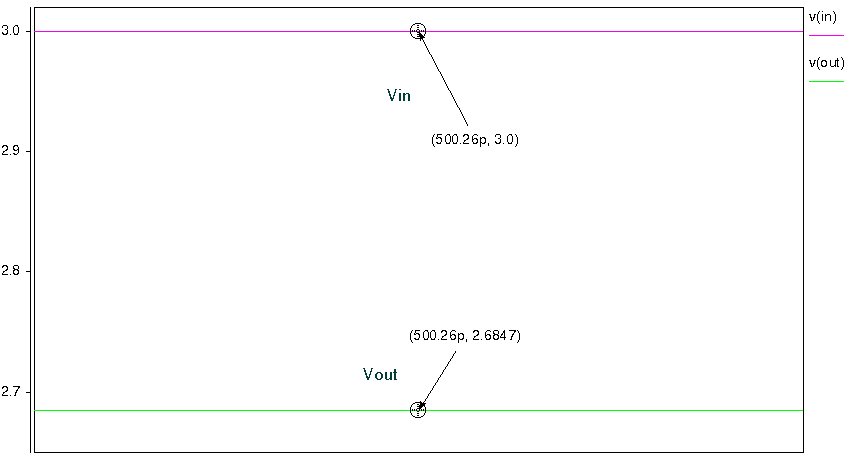 v(in)
3.0
v(out)
Vin
(500.26p, 3.0)
2.9
2.8
(500.26p, 2.6847)
Vout
2.7